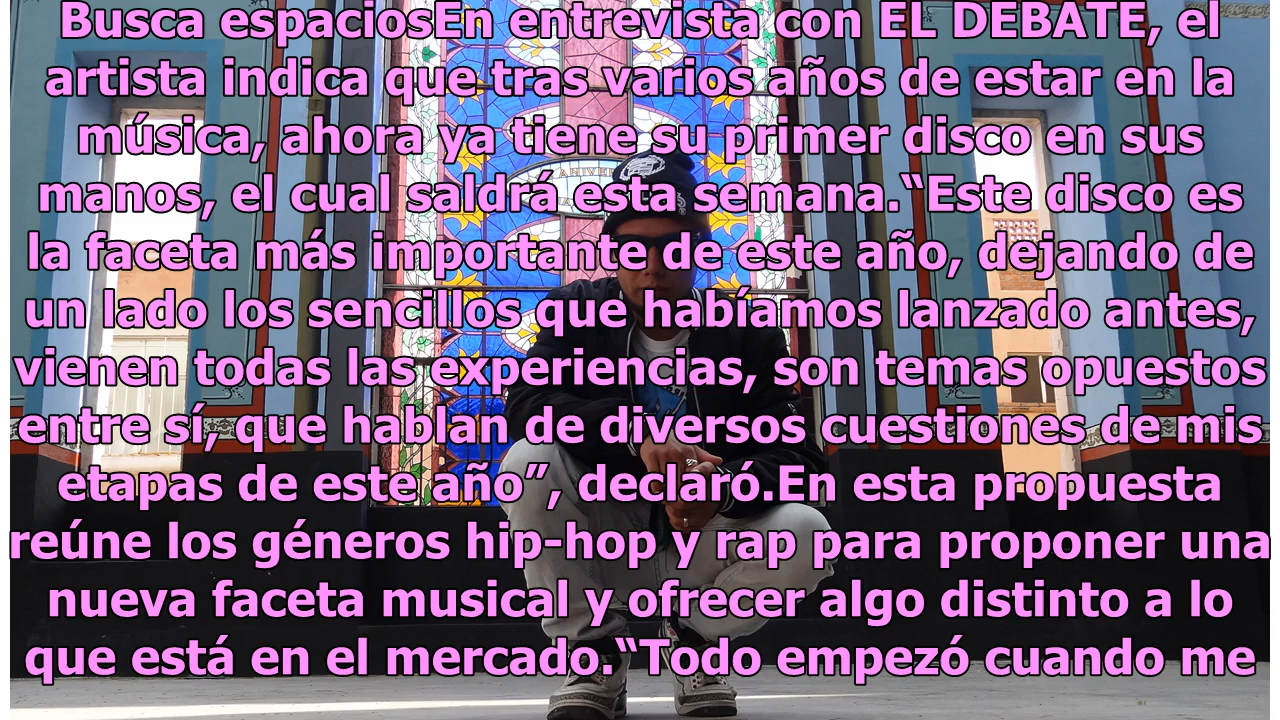 Busca espaciosEn entrevista con EL DEBATE, el
artista indica que tras varios años de estar en la
música, ahora ya tiene su primer disco en sus
manos, el cual saldrá esta semana.“Este disco es
la faceta más importante de este año, dejando de
un lado los sencillos que habíamos lanzado antes,
vienen todas las experiencias, son temas opuestos
entre sí, que hablan de diversos cuestiones de mis
etapas de este año”, declaró.En esta propuesta
reúne los géneros hip-hop y rap para proponer una
nueva faceta musical y ofrecer algo distinto a lo
que está en el mercado.“Todo empezó cuando me